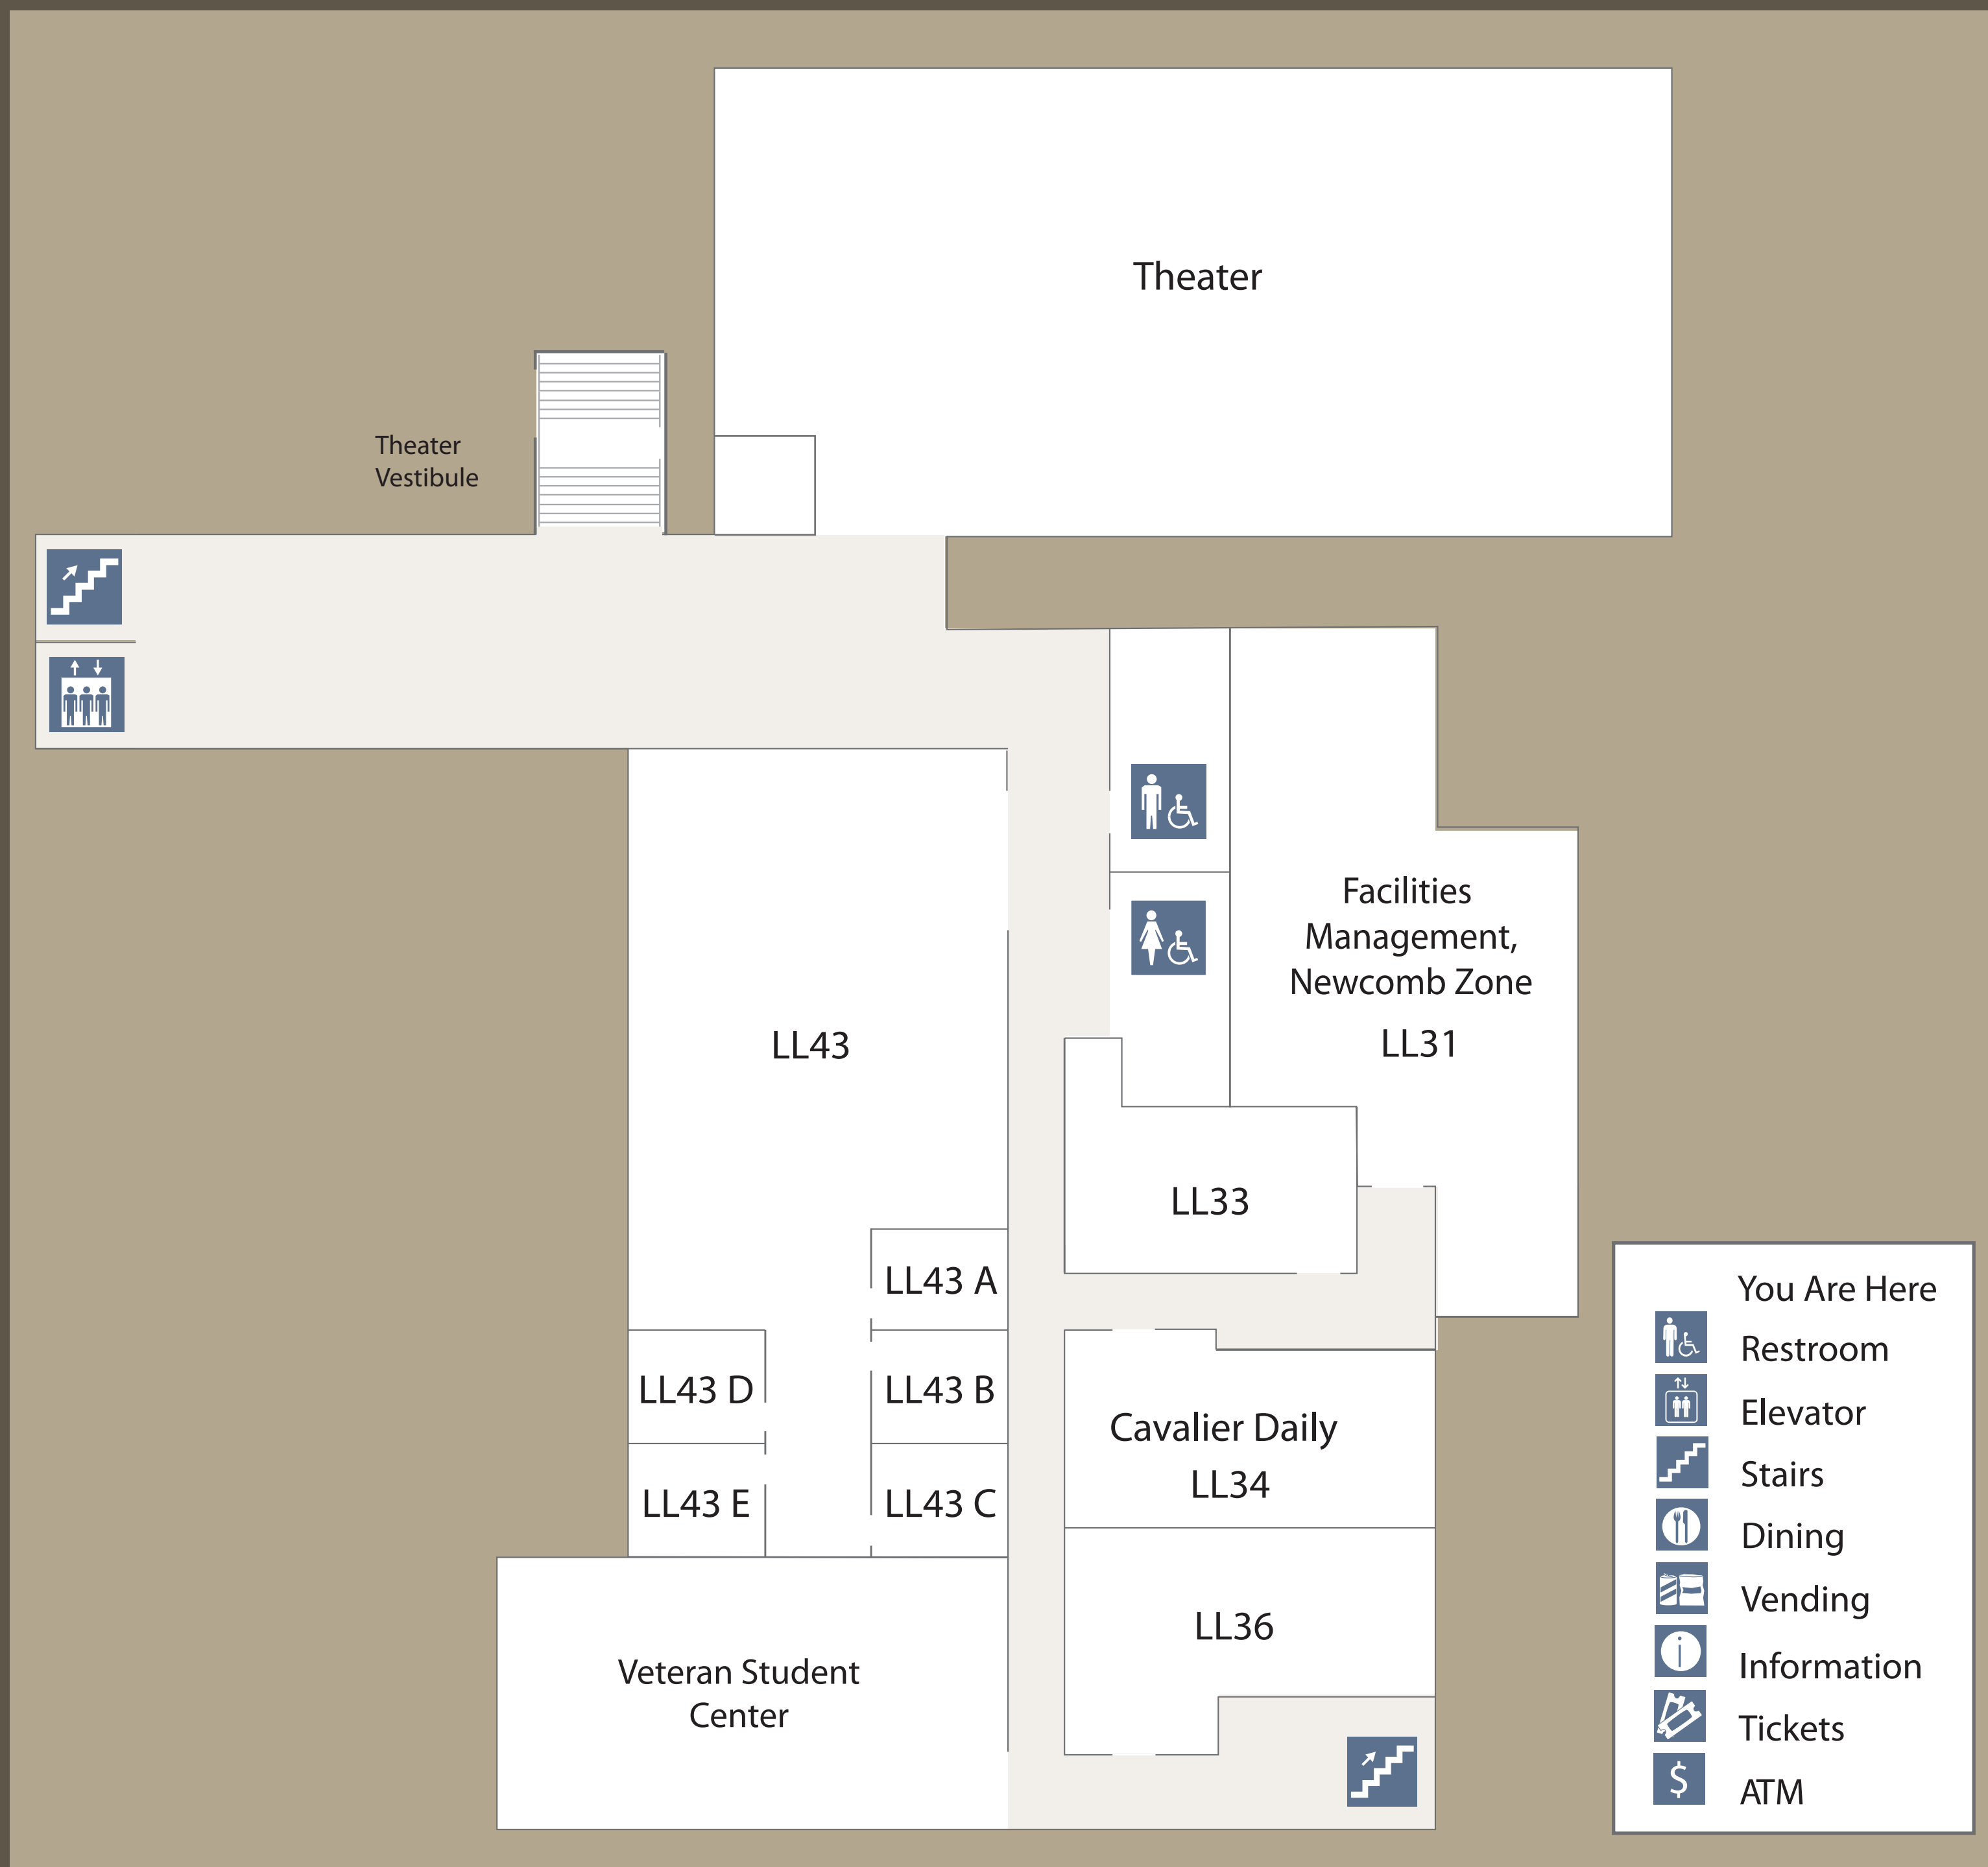 Theater
Theater
Vestibule
Facilities
Management,
Newcomb Zone
LL31
LL43
LL33
LL43 A
LL43 D
LL43 B
LL43 E
LL43 C
Cavalier Daily
LL34
LL36
Veteran Student
Center
You Are Here
Restroom
Elevator
Stairs
Dining
Vending
i
Information
Tickets
$
ATM